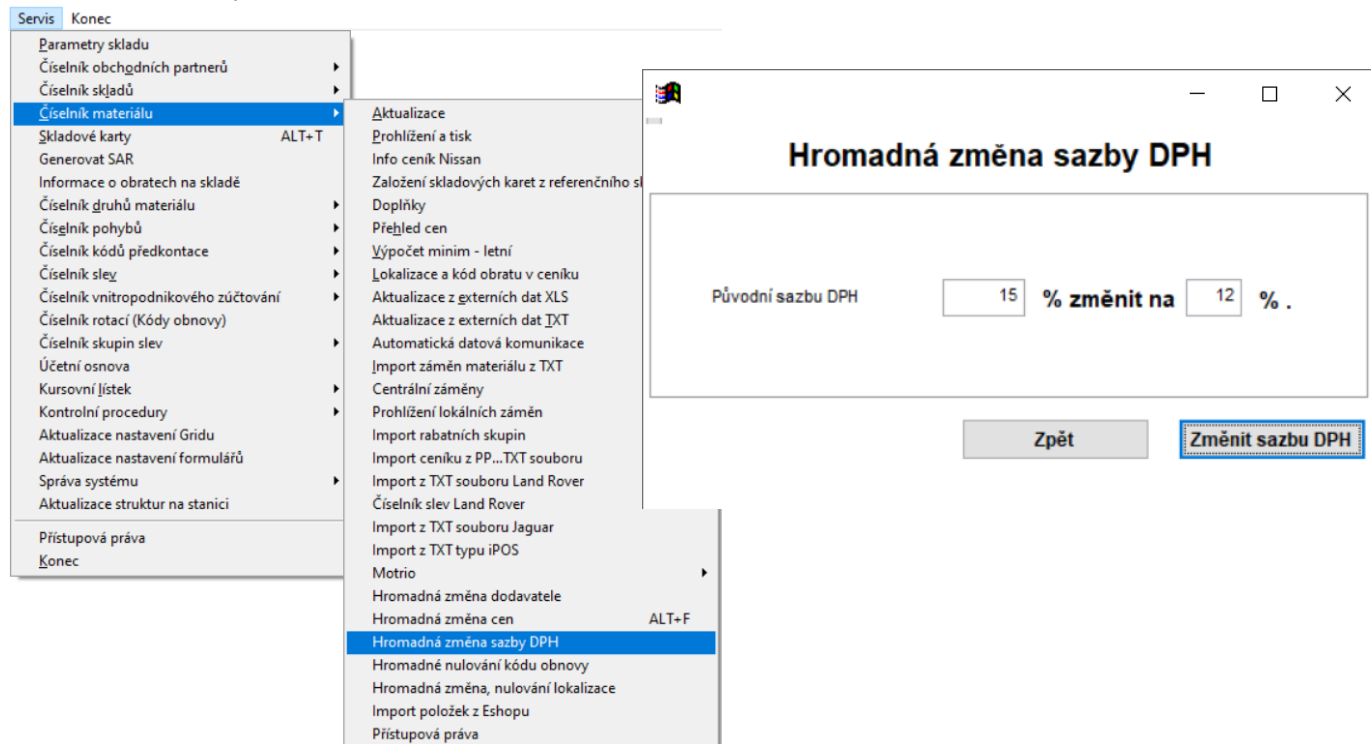 Servis Konec
Parametry skladu
Číselník obchodních partnerů
Číselník skladů
Číselník materiálu
Skladové karty ALT+T
Generovat SAR
Informace o obratech na skladě
Číselník druhů materiálu
Číselník pohybů
Číselník kódů předkontace
Číselník slev
Číselník vnitropodnikového zúčtování
Číselník rotací (Kódy obnovy)
Číselník skupin slev
Účetní osnova
Kursovní lístek
Kontrolní procedury
Aktualizace nastavení Gridu
Aktualizace nastavení formulářů
Správa systému
Aktualizace struktur na stanici
Přístupová práva
Konec
Aktualizace
Prohlížení a tisk
Info ceník Nissan
Založení skladových karet z referenčního sl
Doplňky
Přehled cen
Výpočet minim - letní
Lokalizace a kód obratu v ceníku
Aktualizace z externích dat XLS
Aktualizace z externích dat TXT
Automatická datová komunikace
Import záměn materiálu z TXT
Centrální záměny
Prohlížení lokálních záměn
Import rabatních skupin
Import ceníku z PP...TXT souboru
Import z TXT souboru Land Rover
Číselník slev Land Rover
Import z TXT souboru Jaguar
Import z TXT typu iPOS
Motrio
Hromadná změna dodavatele
Hromadná změna cen ALT+F
Hromadná změna sazby DPH
Hromadné nulování kódu obnovy
Hromadná změna, nulování lokalizace
Import položek z Eshopu
Přístupová práva
Hromadná změna sazby DPH
Původní sazbu DPH 15 % změnit na 12 % .
Zpět Změnit sazbu DPH